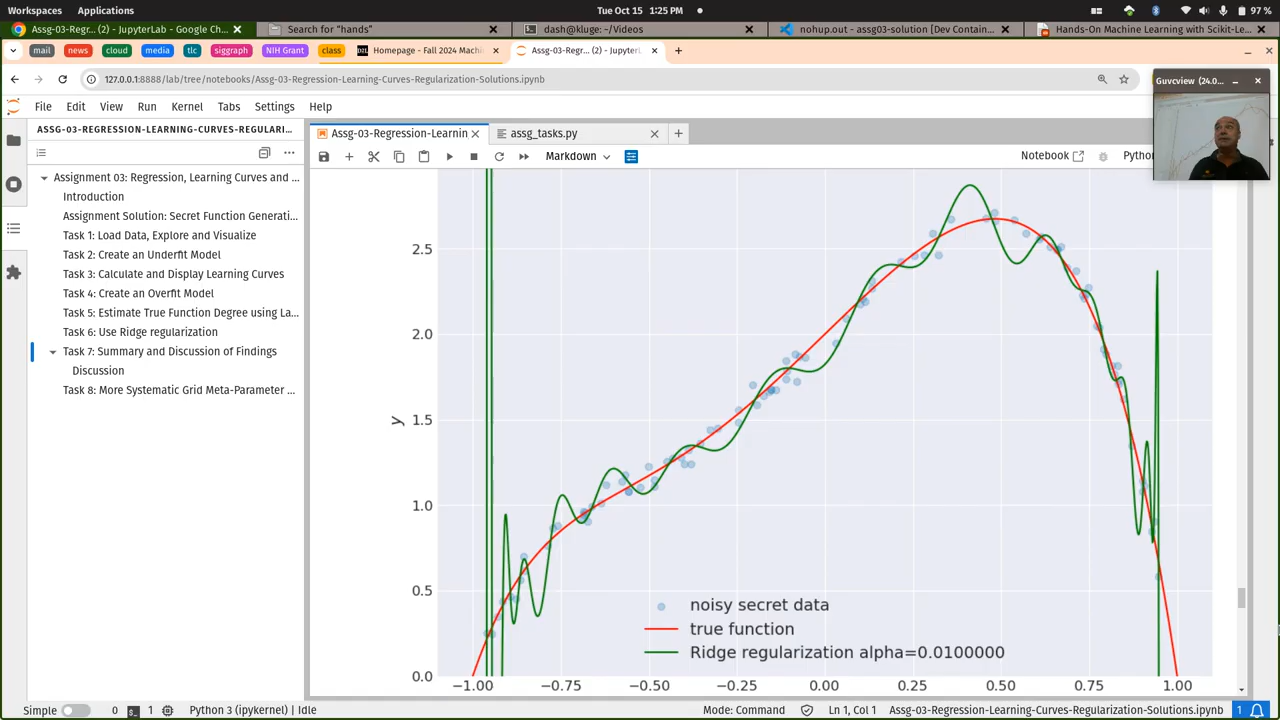 Workspaces Applications Tue Oct 15 1:25 PM 97 %
Assg-03-Regr... (2) - JupyterLab - Google Ch... Search for "hands" dash@kluge: ~/Videos nohup.out - assg03-solution [Dev Contain... Hands-On Machine Learning with Scikit-Le...
mail news cloud media tlc siggraph NIH Grant class Homepage - Fall 2024 Machi Assg-03-Regr... (2) - JupyterL
127.0.0.1:8888/lab/tree/notebooks/Assg-03-Regression-Learning-Curves-Regularization-Solutions.ipynb
Guvcview (24.0...
File Edit View Run Kernel Tabs Settings Help
ASSG-03-REGRESSION-LEARNING-CURVES-REGULARI...
Assg-03-Regression-Learnin assg_tasks.py
Markdown Notebook Python
Assignment 03: Regression, Learning Curves and ...
Introduction
Assignment Solution: Secret Function Generati...
Task 1: Load Data, Explore and Visualize
Task 2: Create an Underfit Model
Task 3: Calculate and Display Learning Curves
Task 4: Create an Overfit Model
Task 5: Estimate True Function Degree using La...
Task 6: Use Ridge regularization
Task 7: Summary and Discussion of Findings
Discussion
Task 8: More Systematic Grid Meta-Parameter ...
2.5
2.0
1.5
1.0
0.5
0.0
y
noisy secret data
true function
Ridge regularization alpha=0.0100000
−1.00 −0.75 −0.50 −0.25 0.00 0.25 0.50 0.75 1.00
Simple 0 1 Python 3 (ipykernel) | Idle Mode: Command Ln 1, Col 1 Assg-03-Regression-Learning-Curves-Regularization-Solutions.ipynb 1